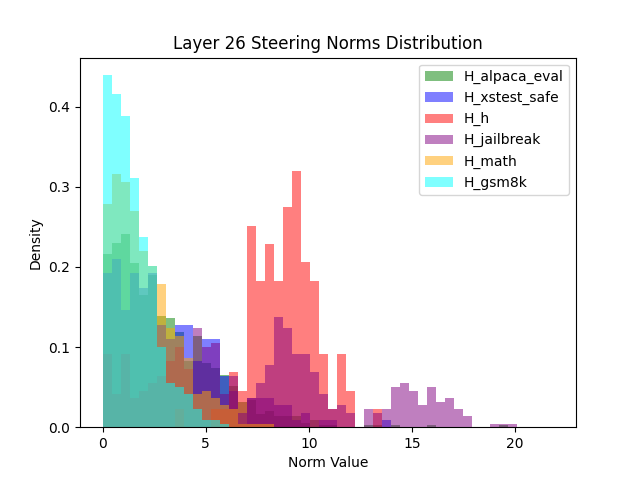 Layer 26 Steering Norms Distribution
H_alpaca_eval
H_xstest_safe
H_h
H_jailbreak
H_math
H_gsm8k
Density
0.4
0.3
0.2
0.1
0.0
0
5
10
15
20
Norm Value